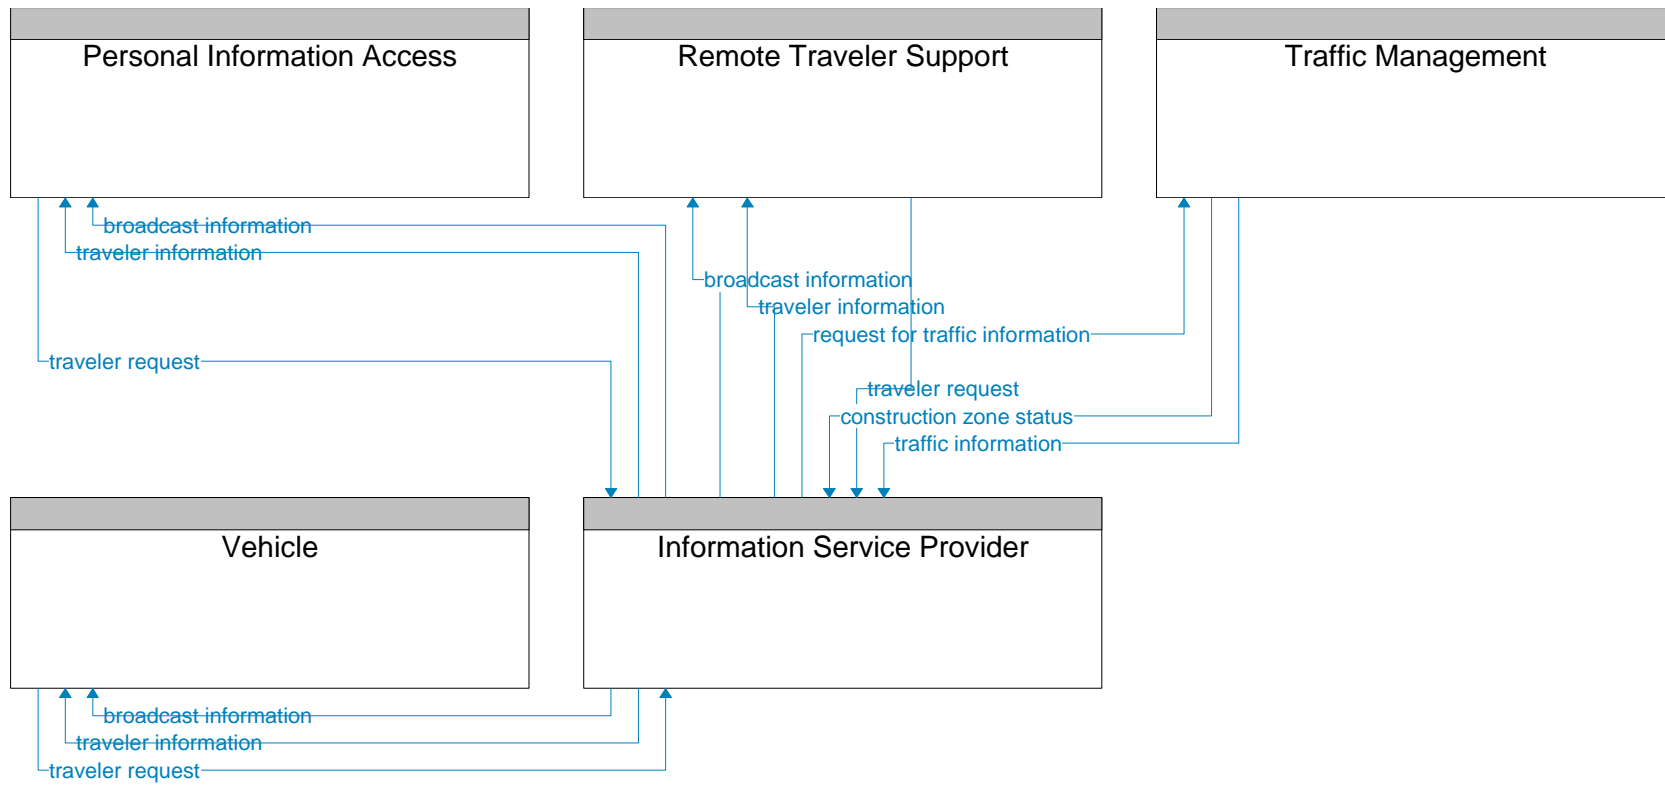 Personal Information Access
Remote Traveler Support
Traffic Management
broadcast information
traveler information
broadcast information
traveler information
request for traffic information
traveler request
traveler request
construction zone status
traffic information
Vehicle
Information Service Provider
broadcast information
traveler information
traveler request